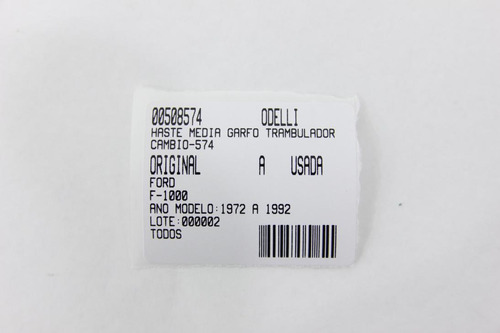 00508574 ODELLI
HASTE MEDIA GARFO TRAMBULADOR
CAMBIO-574
ORIGINAL A USADA
FORD
F-1000
ANO MODELO:1972 A 1992
LOTE:000002
TODOS